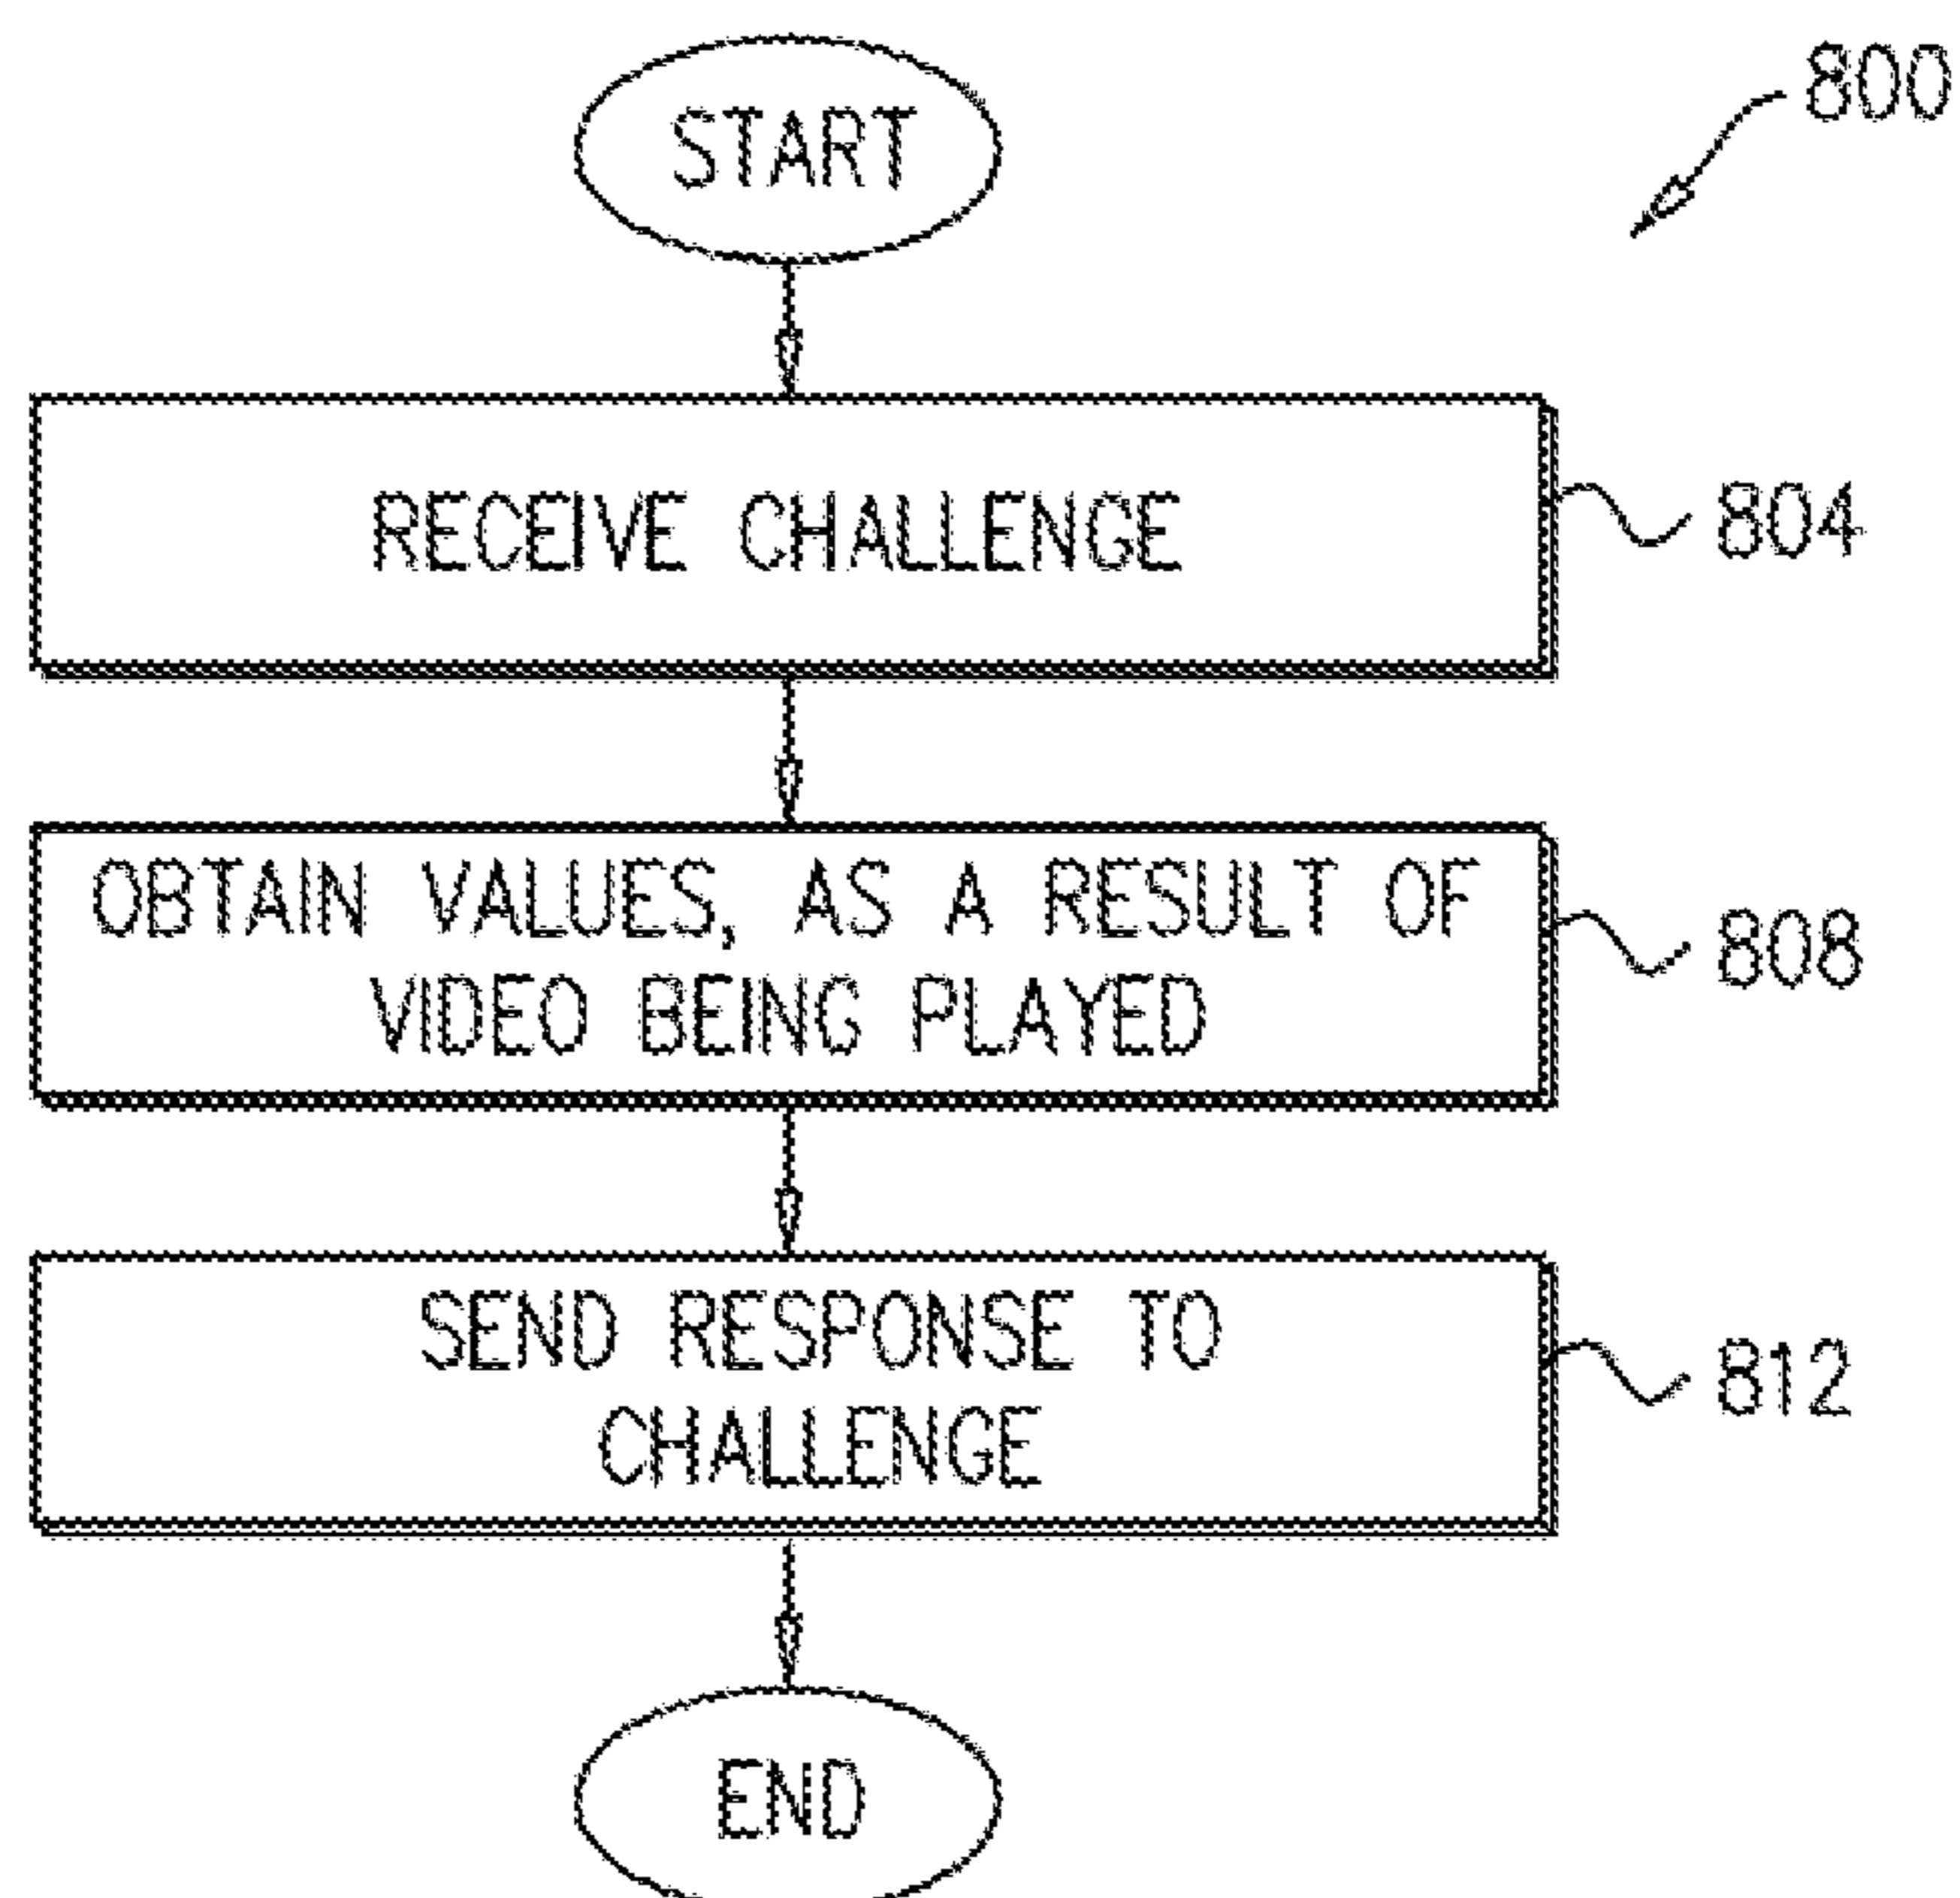 START
800
RECEIVE CHALLENGE
804
OBTAIN VALUES, AS A RESULT OF
VIDEO BEING PLAYED
808
SEND RESPONSE TO
CHALLENGE
812
END